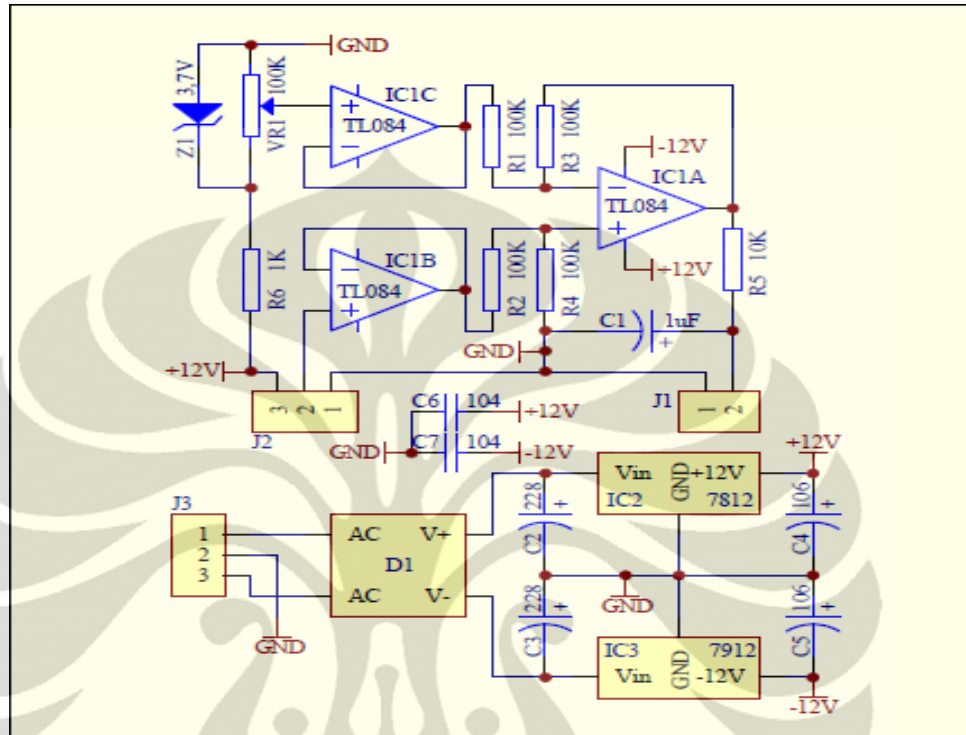 GND
3,7V
Z1
100K
VR1
IC1C
TL084
100K
R1
100K
R3
-12V
IC1A
TL084
+12V
1K
R6
IC1B
TL084
100K
R2
100K
R4
10K
R5
C1
1uF
+
GND
+12V
3 2 1
J2
J1
1 2
C6 104 +12V
GND
C7 104 -12V
J3
1
2
3
GND
AC V+
D1
AC V-
228
C2
+
228
C3
+
Vin GND +12V
IC2 7812
+12V
106
C4
+
GND
IC3 7912
Vin GND -12V
106
C5
+
-12V